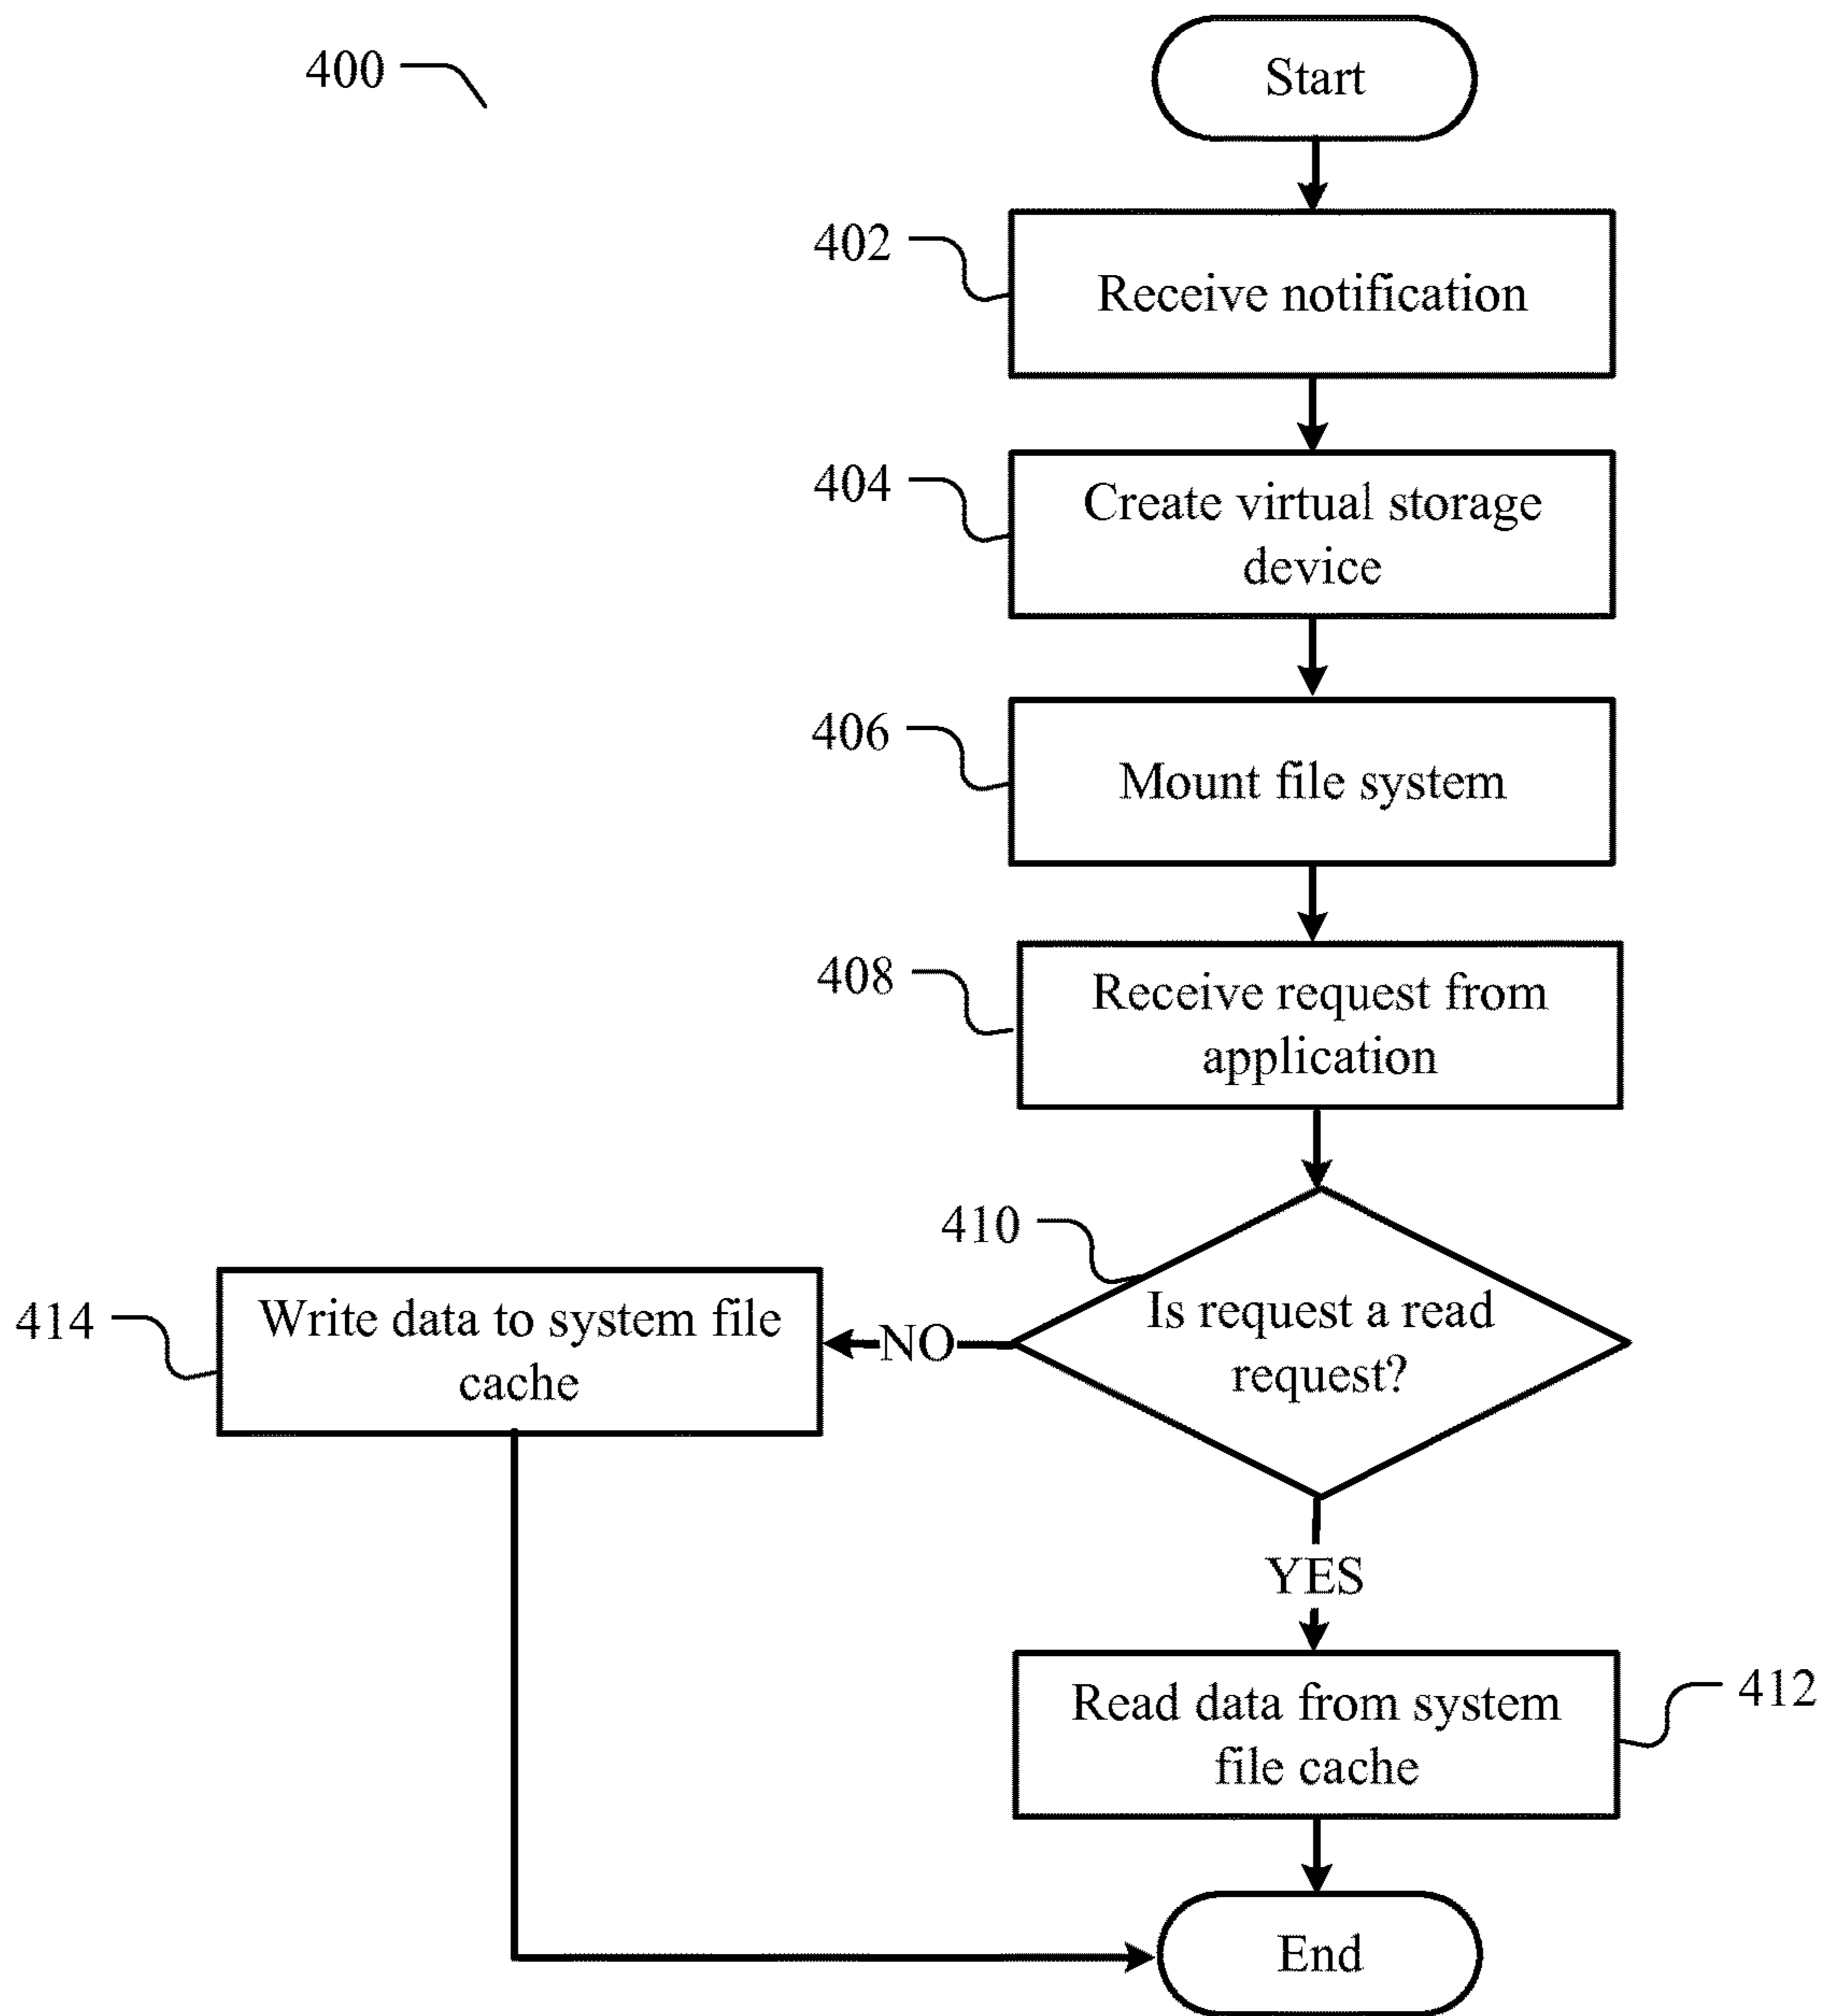 400
Start
402
Receive notification
404
Create virtual storage
device
406
Mount file system
408
Receive request from
application
410
Is request a read
request?
NO
414
Write data to system file
cache
YES
Read data from system
file cache
412
End